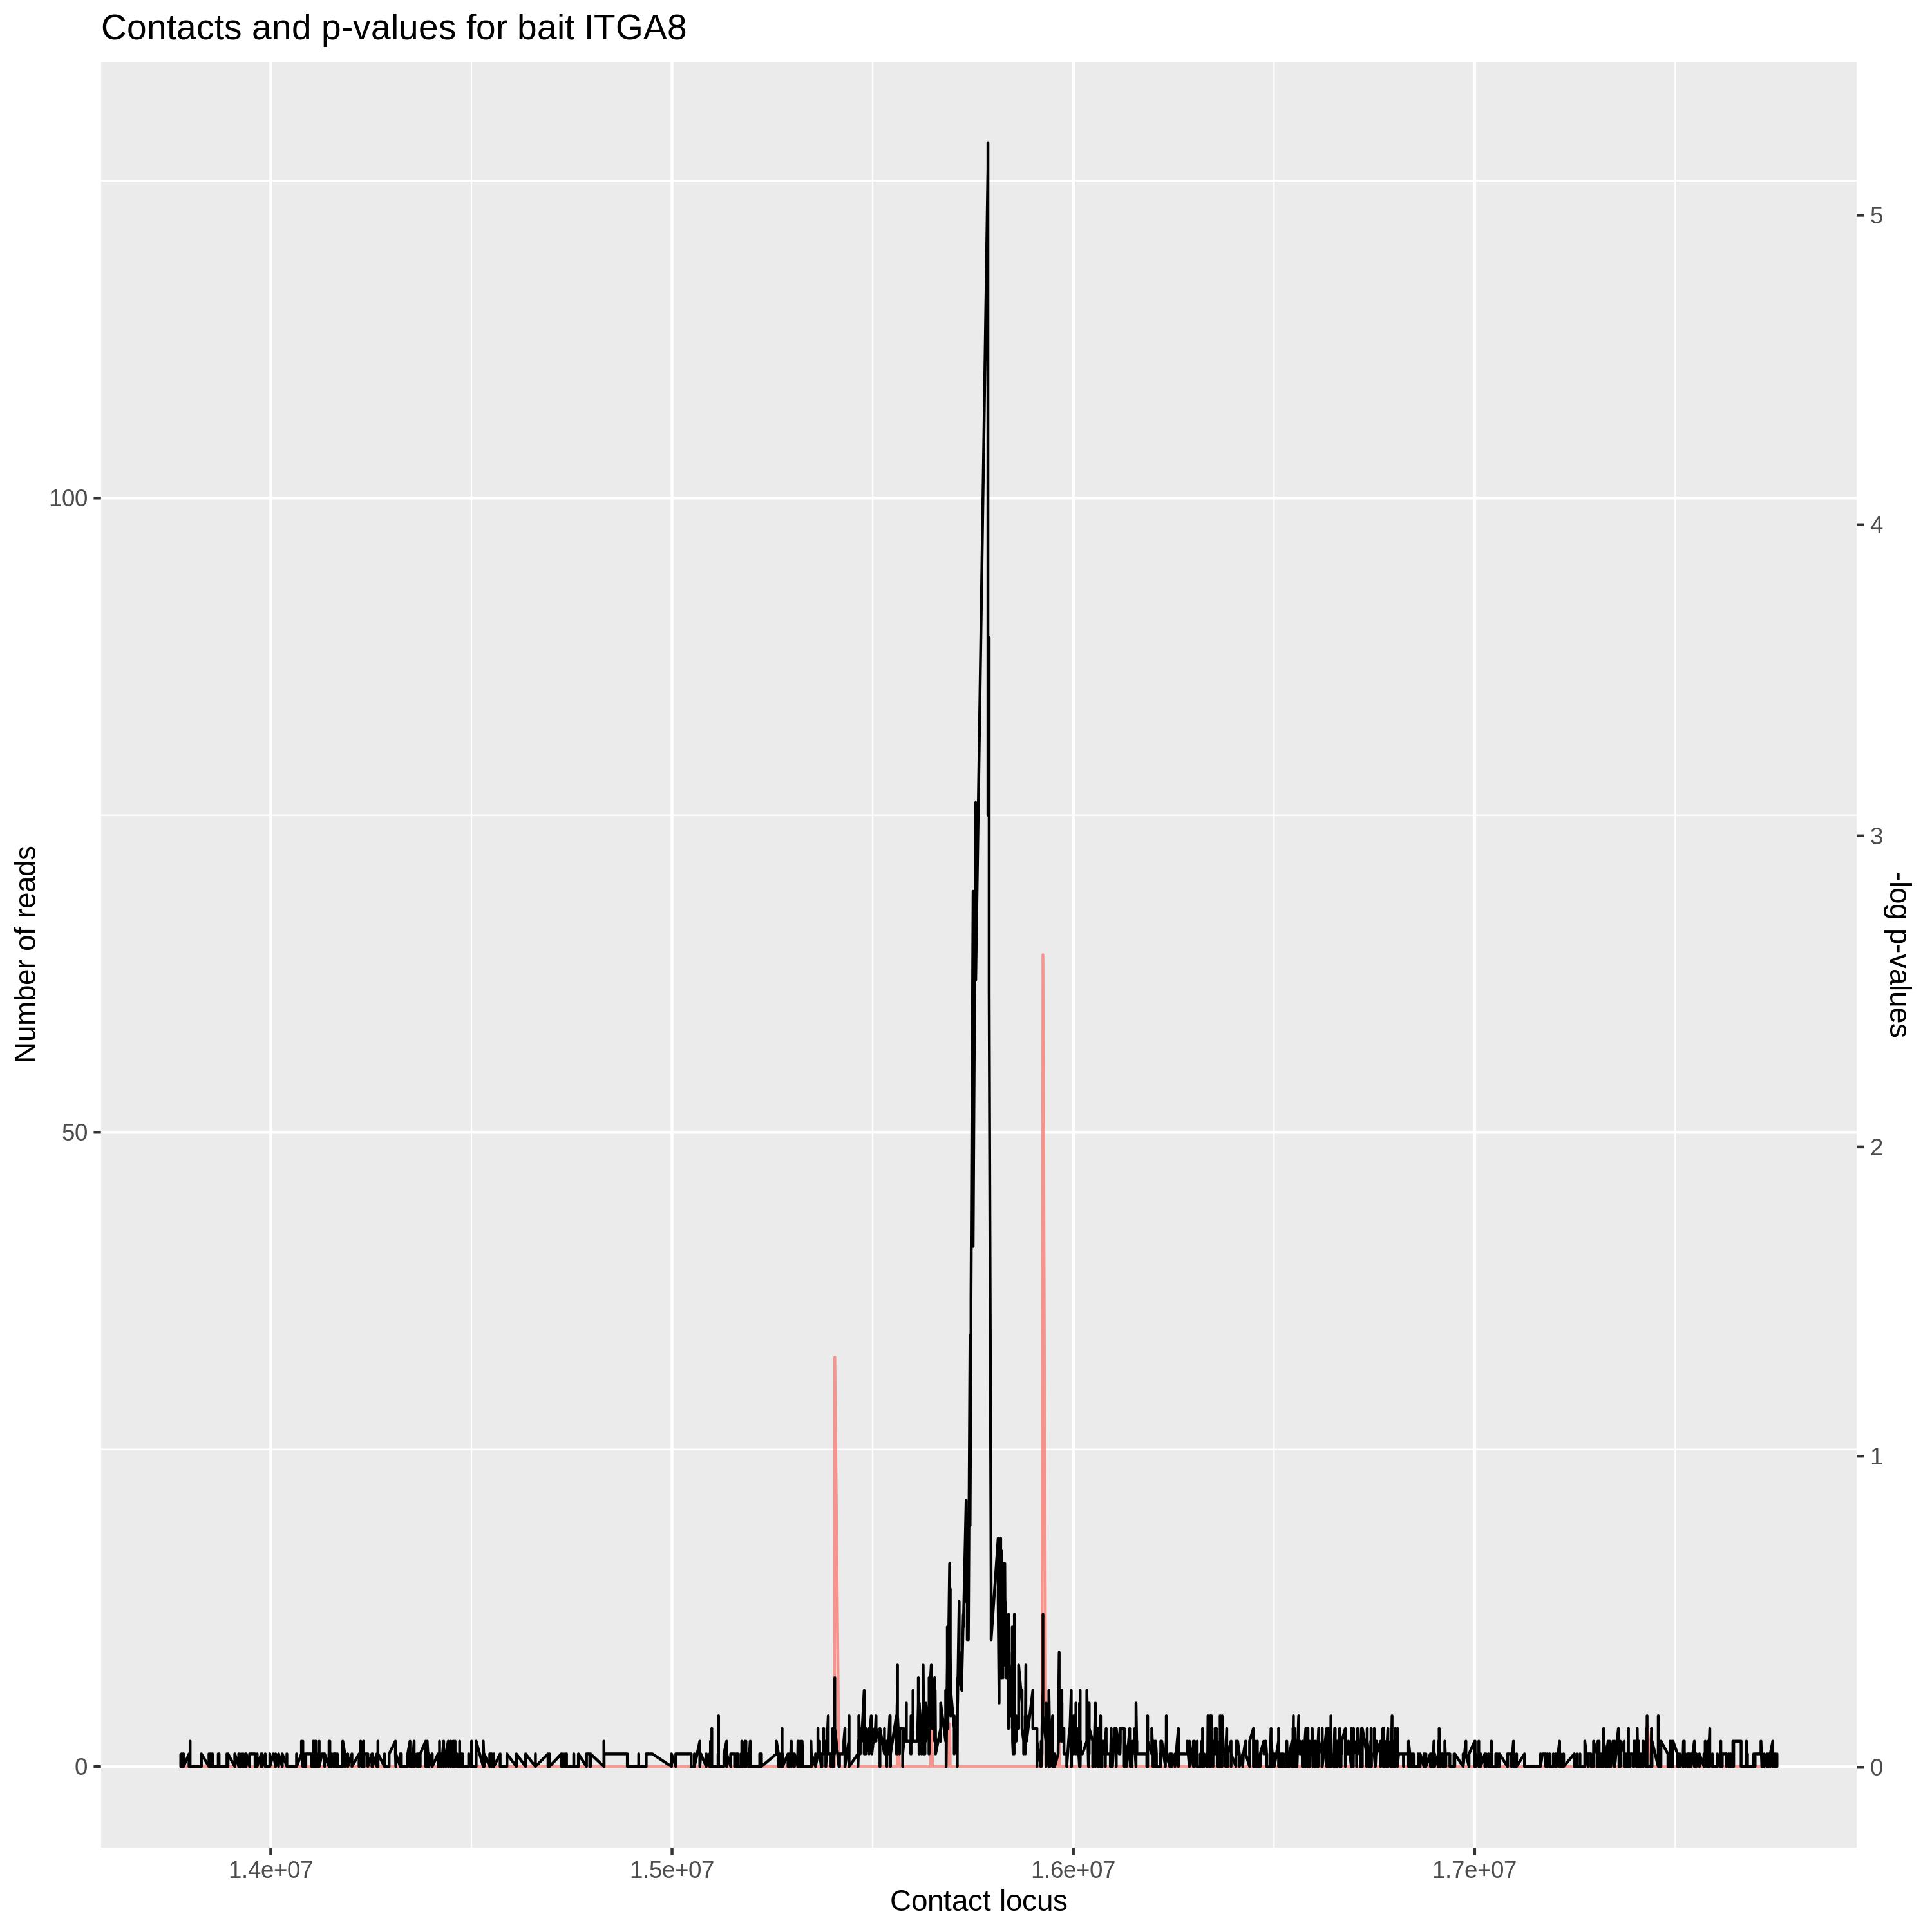 Contacts and p-values for bait ITGA8
Number of reads
100
50
0
5
4
3
2
1
0
-log p-values
1.4e+07 1.5e+07 1.6e+07 1.7e+07
Contact locus